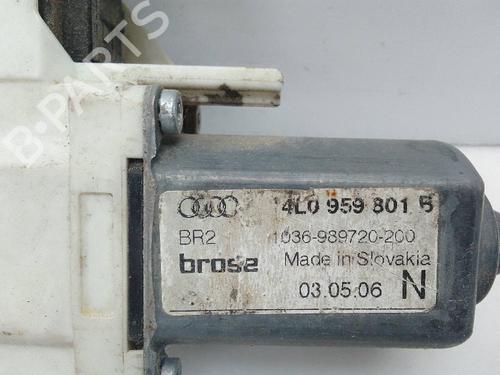 B-PARTS
4L0 959 801 B
BR2 1036-989720-200
brose Made in Slovakia
03.05.06 N